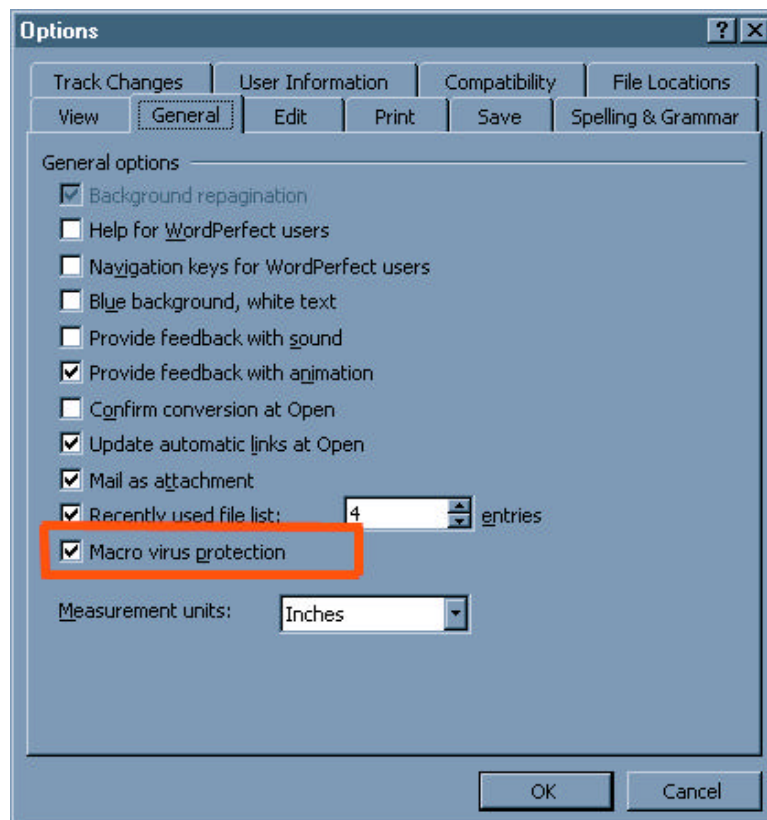 Options
Track Changes User Information Compatibility File Locations
View General Edit Print Save Spelling & Grammar
General options
Background repagination
Help for WordPerfect users
Navigation keys for WordPerfect users
Blue background, white text
Provide feedback with sound
Provide feedback with animation
Confirm conversion at Open
Update automatic links at Open
Mail as attachment
Recently used file list: 4 entries
Macro virus protection
Measurement units: Inches
OK Cancel